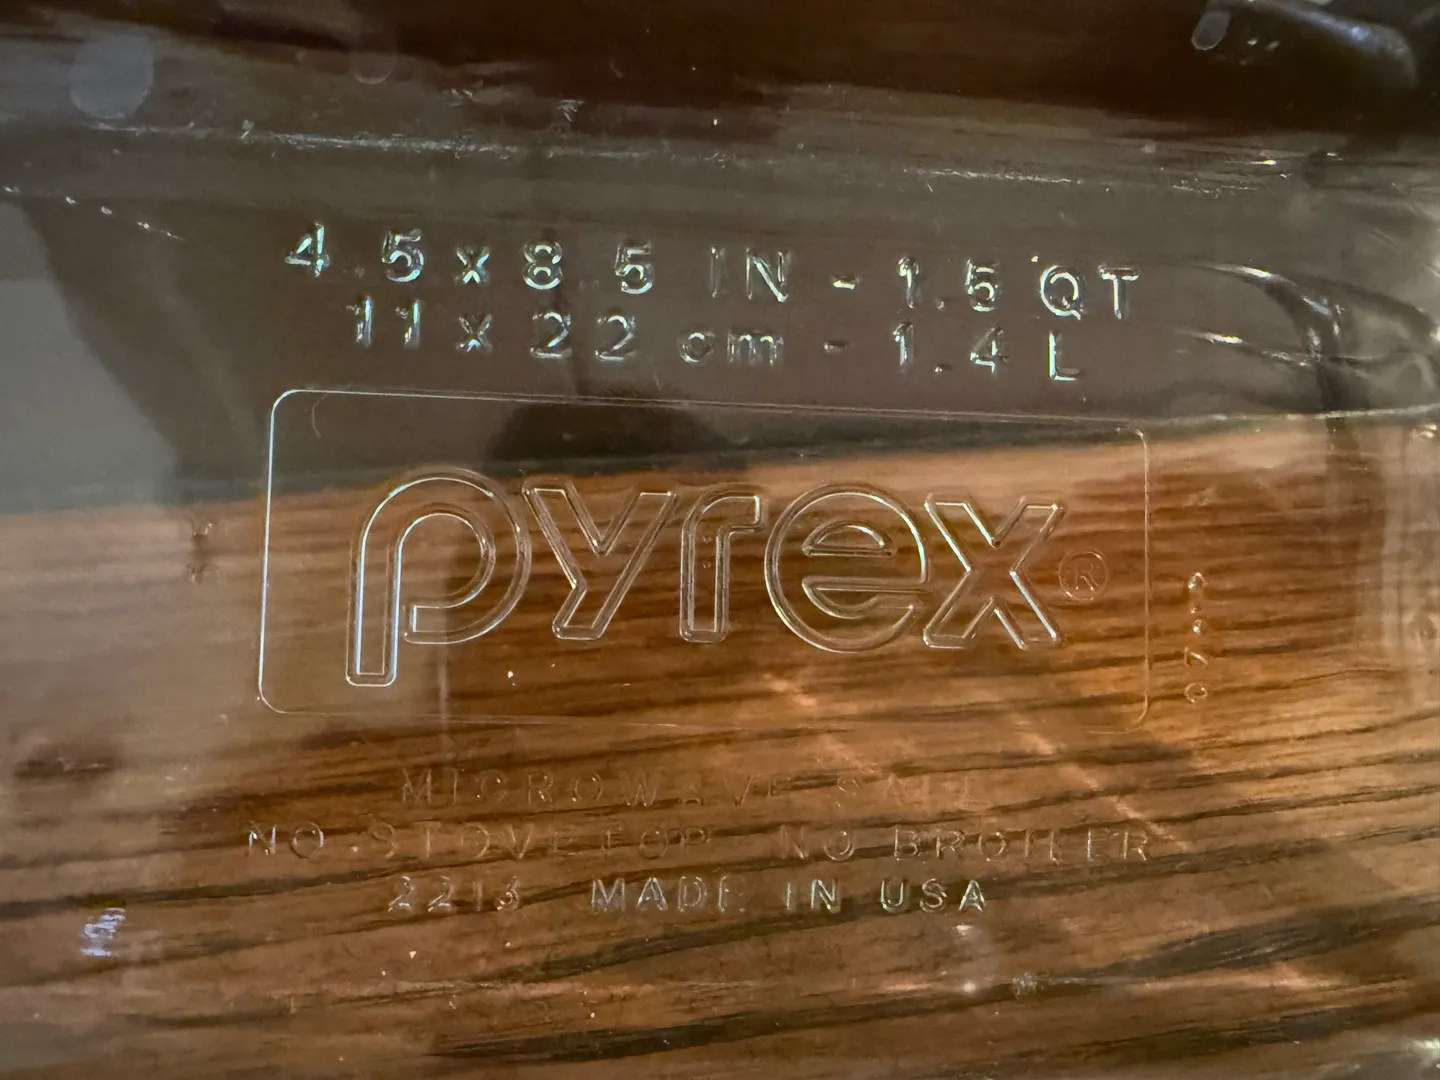 4.5 x 8.5 IN - 1.5 QT
11 x 22 cm - 1.4 L
pyrex®
MICROWAVE SAFE
NO STOVETOP NO BROILER
2213 MADE IN USA